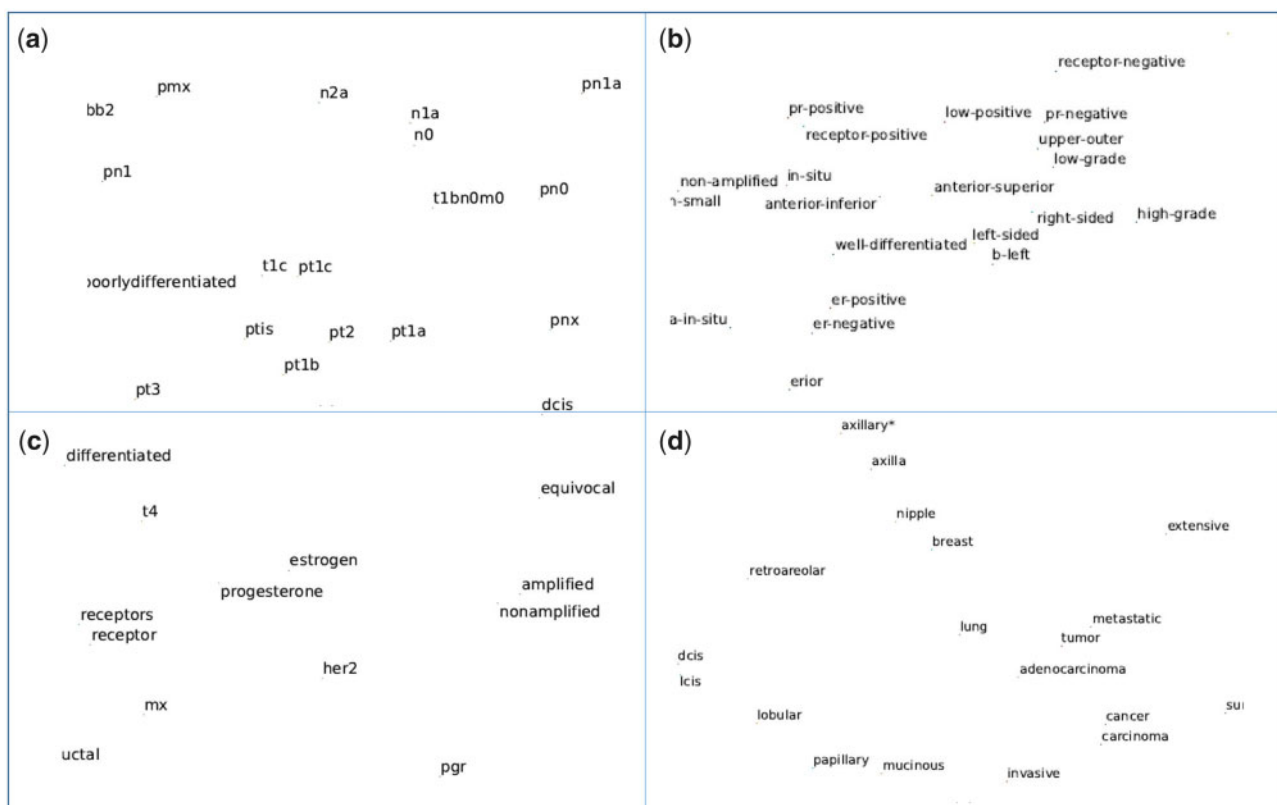 (a)
pmx
n2a
pn1a
bb2
n1a
n0
pn1
t1bn0m0
pn0
t1c
pt1c
oorlydifferentiated
ptis
pt2
pt1a
pnx
pt1b
pt3
dcis
(b)
receptor-negative
pr-positive
low-positive
pr-negative
receptor-positive
upper-outer
low-grade
non-amplified
in-situ
anterior-superior
-small
anterior-inferior
right-sided
high-grade
left-sided
well-differentiated
b-left
er-positive
a-in-situ
er-negative
erior
(c)
differentiated
equivocal
t4
estrogen
progesterone
amplified
nonamplified
receptors
receptor
her2
mx
uctal
pgr
(d)
axillary*
axilla
nipple
extensive
breast
retroareolar
metastatic
lung
tumor
dcis
adenocarcinoma
lcis
su
lobular
cancer
carcinoma
papillary
mucinous
invasive